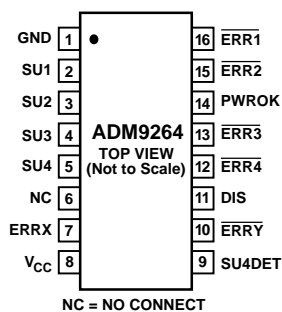 GND 1 16 ERR1
SU1 2 15 ERR2
SU2 3 14 PWROK
SU3 4 ADM9264 13 ERR3
TOP VIEW
SU4 5 (Not to Scale) 12 ERR4
NC 6 11 DIS
ERRX 7 10 ERRY
VCC 8 9 SU4DET
NC = NO CONNECT